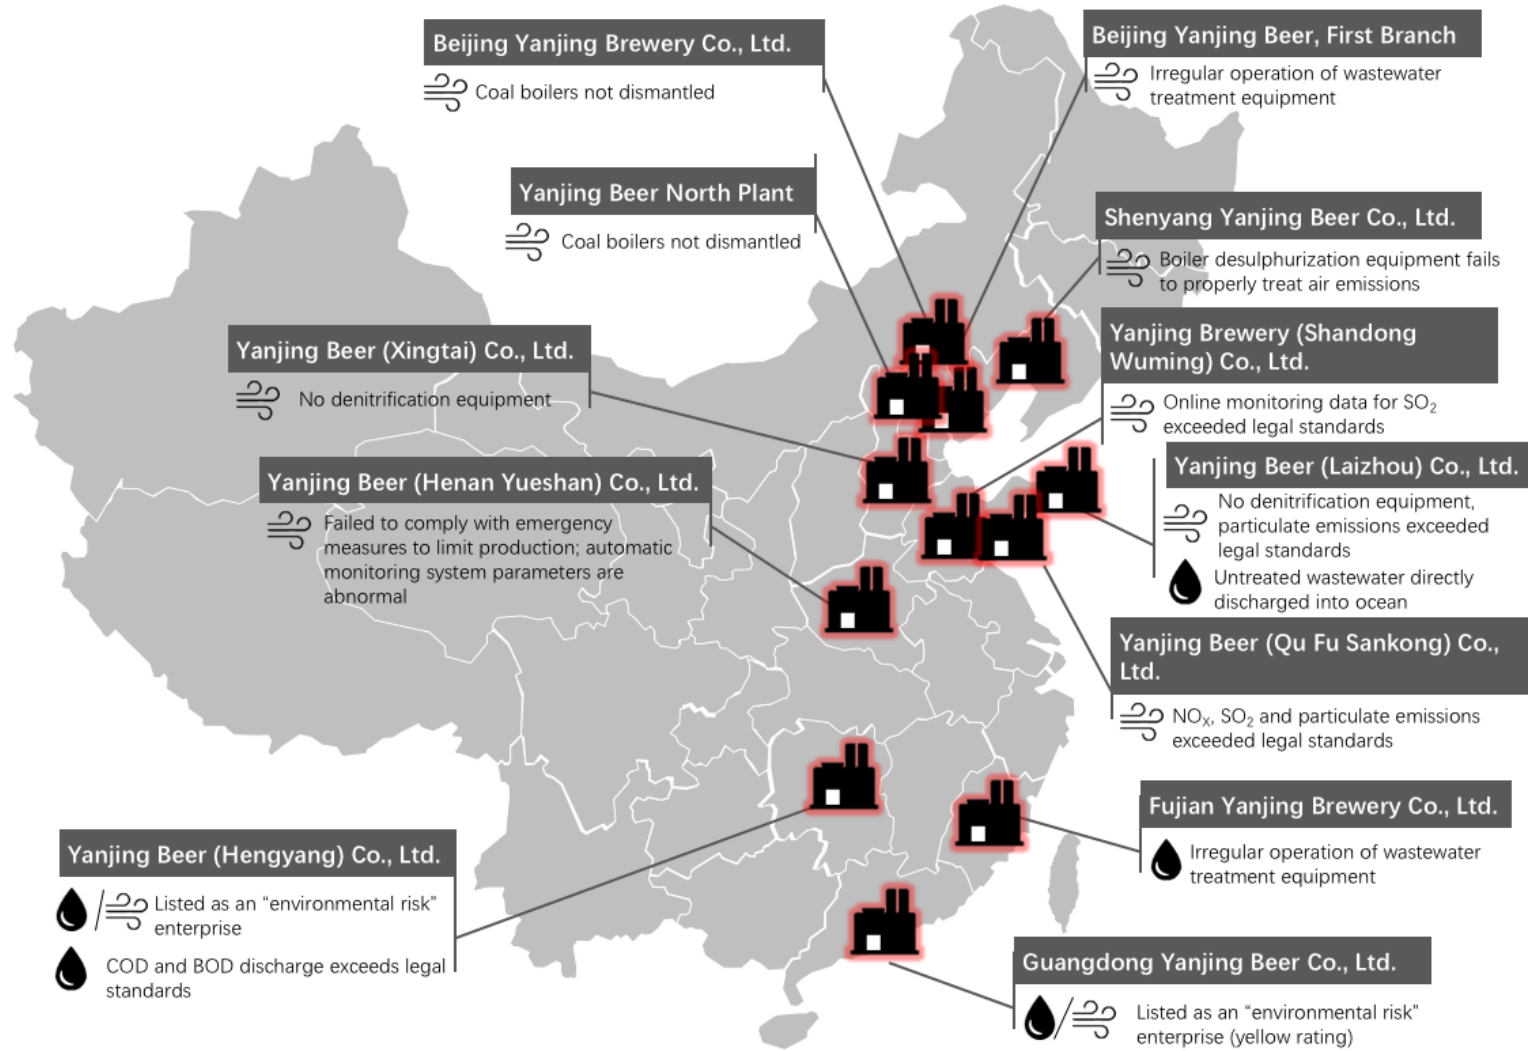 Beijing Yanjing Brewery Co., Ltd.
Coal boilers not dismantled
Beijing Yanjing Beer, First Branch
Irregular operation of wastewater
treatment equipment
Yanjing Beer North Plant
Coal boilers not dismantled
Shenyang Yanjing Beer Co., Ltd.
Boiler desulphurization equipment fails
to properly treat air emissions
Yanjing Beer (Xingtai) Co., Ltd.
No denitrification equipment
Yanjing Brewery (Shandong
Wuming) Co., Ltd.
Online monitoring data for SO₂
exceeded legal standards
Yanjing Beer (Henan Yueshan) Co., Ltd.
Failed to comply with emergency
measures to limit production; automatic
monitoring system parameters are
abnormal
Yanjing Beer (Laizhou) Co., Ltd.
No denitrification equipment,
particulate emissions exceeded
legal standards
Untreated wastewater directly
discharged into ocean
Yanjing Beer (Qu Fu Sankong) Co.,
Ltd.
NOₓ, SO₂ and particulate emissions
exceeded legal standards
Fujian Yanjing Brewery Co., Ltd.
Irregular operation of wastewater
treatment equipment
Yanjing Beer (Hengyang) Co., Ltd.
/ Listed as an “environmental risk”
enterprise
COD and BOD discharge exceeds legal
standards
Guangdong Yanjing Beer Co., Ltd.
/ Listed as an “environmental risk”
enterprise (yellow rating)